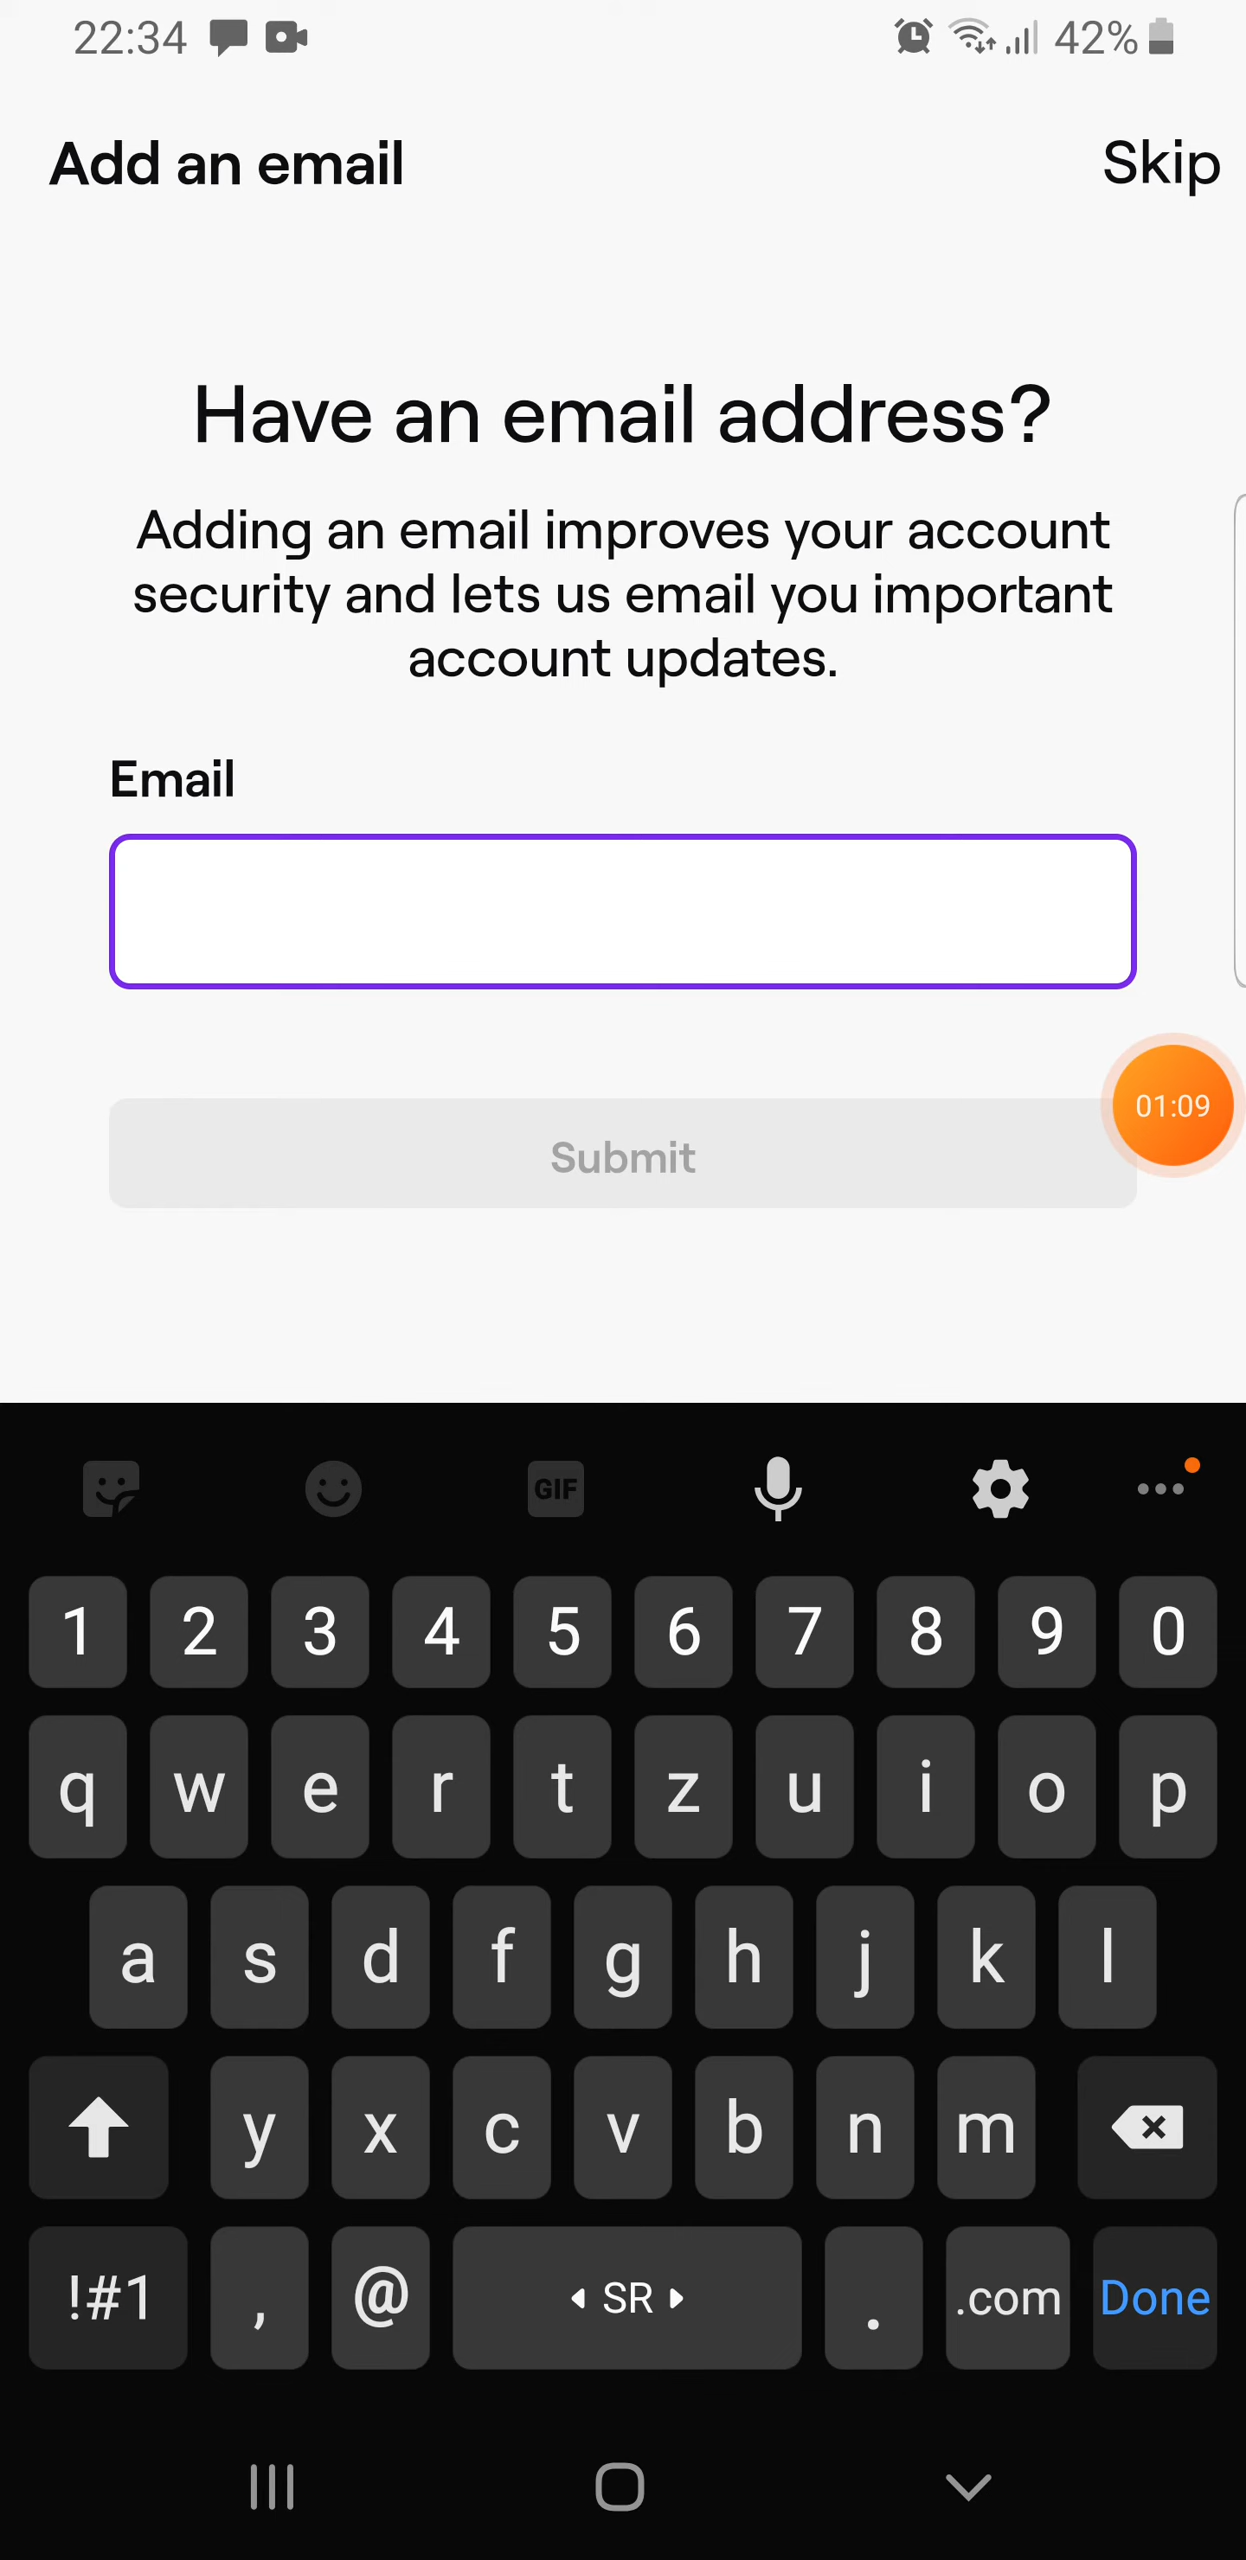 22:34 42%
Add an email Skip
Have an email address?
Adding an email improves your account
security and lets us email you important
account updates.
Email
01:09
Submit
GIF
1 2 3 4 5 6 7 8 9 0
q w e r t z u i o p
a s d f g h j k l
y x c v b n m
!#1 , @ SR . .com Done